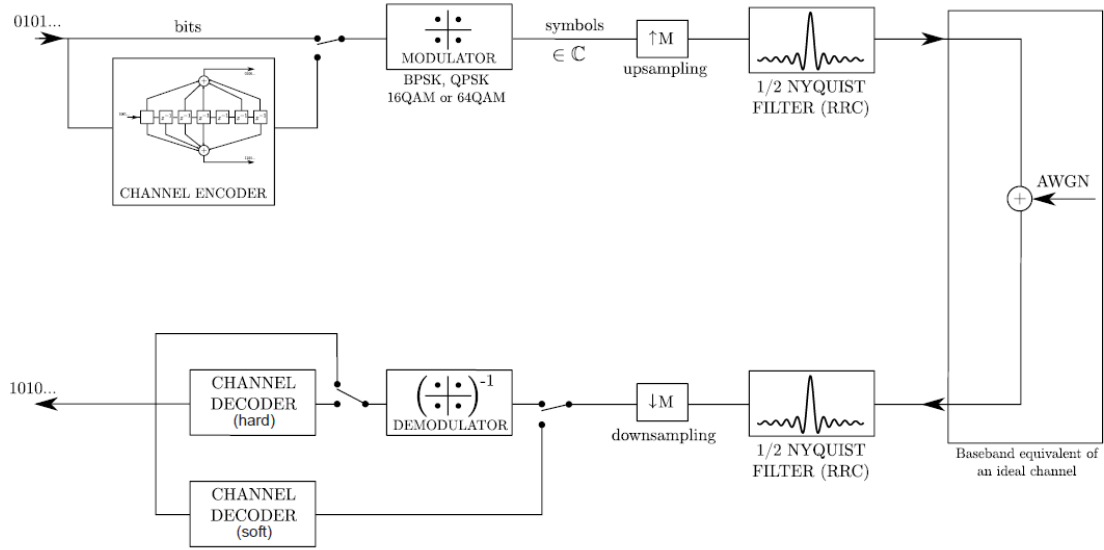 0101...
bits
CHANNEL ENCODER
MODULATOR
BPSK, QPSK
16QAM or 64QAM
symbols
∈ ℂ
↑M
upsampling
1/2 NYQUIST
FILTER (RRC)
AWGN
+
Baseband equivalent of
an ideal channel
1010...
CHANNEL
DECODER
(hard)
CHANNEL
DECODER
(soft)
-1
DEMODULATOR
↓M
downsampling
1/2 NYQUIST
FILTER (RRC)